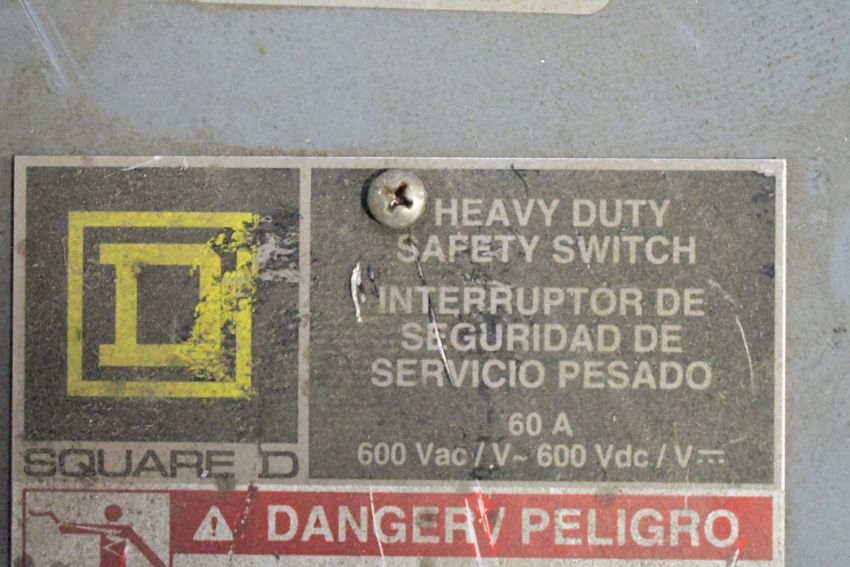 HEAVY DUTY
SAFETY SWITCH
INTERRUPTOR DE
SEGURIDAD DE
SERVICIO PESADO
60 A
600 Vac / V~ 600 Vdc / V⎓
D
SQUARE D
DANGER / PELIGRO